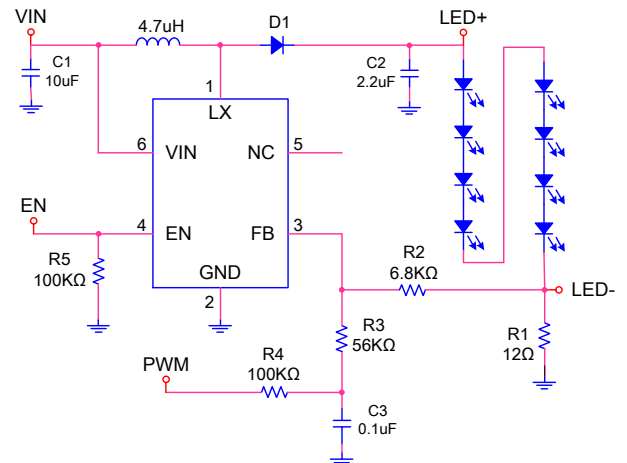 VIN
4.7uH
D1
LED+
C1
10uF
C2
2.2uF
1
LX
6
VIN
NC
5
EN
4
EN
FB
3
R5
100KΩ
GND
2
R2
6.8KΩ
LED-
R3
56KΩ
R1
12Ω
PWM
R4
100KΩ
C3
0.1uF